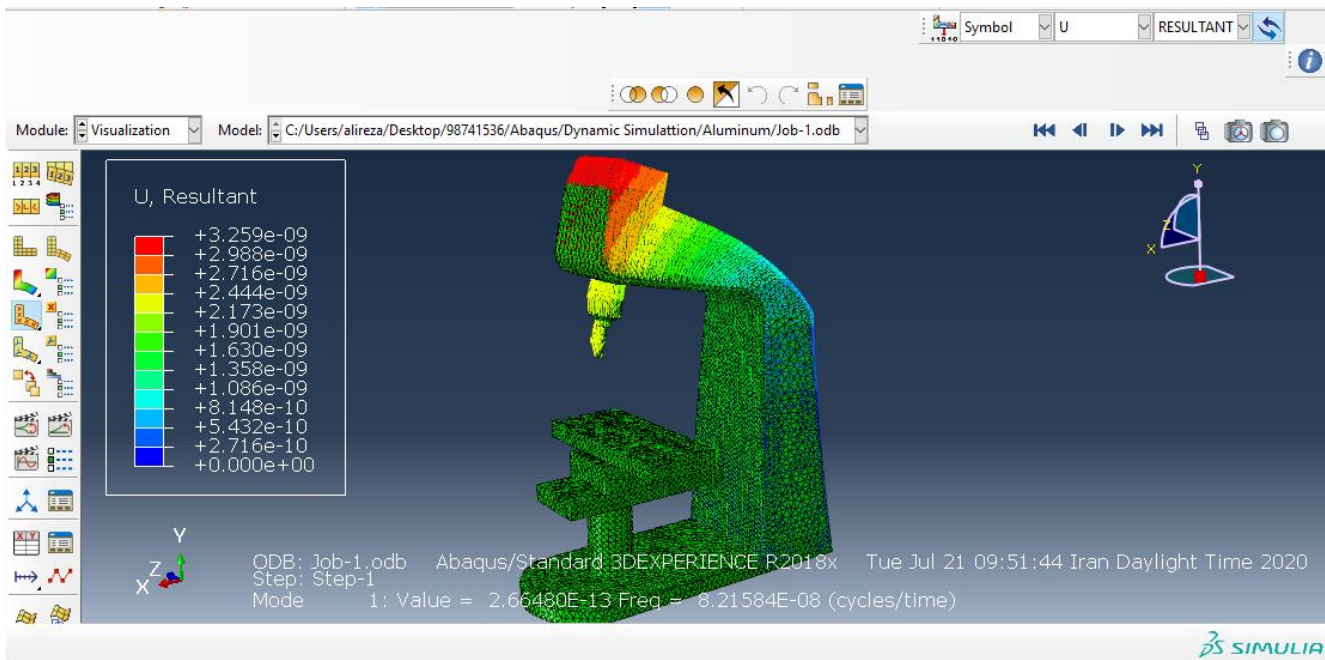 Symbol U RESULTANT
Module: Visualization Model: C:/Users/alireza/Desktop/98741536/Abaqus/Dynamic Simulattion/Aluminum/Job-1.odb
U, Resultant
+3.259e-09
+2.988e-09
+2.716e-09
+2.444e-09
+2.173e-09
+1.901e-09
+1.630e-09
+1.358e-09
+1.086e-09
+8.148e-10
+5.432e-10
+2.716e-10
+0.000e+00
Y
Z
X
Y
Z
X
ODB: Job-1.odb Abaqus/Standard 3DEXPERIENCE R2018x Tue Jul 21 09:51:44 Iran Daylight Time 2020
Step: Step-1
Mode 1: Value = 2.66480E-13 Freq = 8.21584E-08 (cycles/time)
SIMULIA